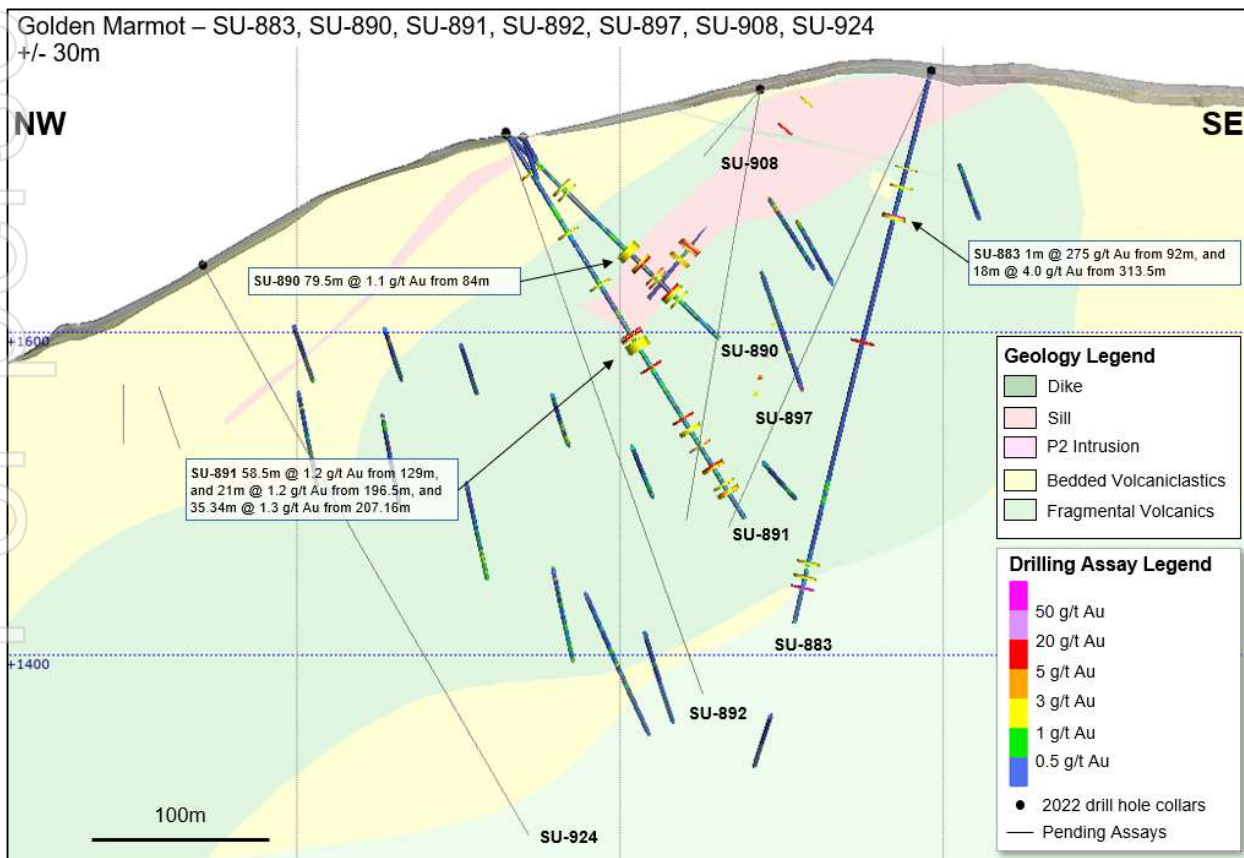 Golden Marmot – SU-883, SU-890, SU-891, SU-892, SU-897, SU-908, SU-924
+/- 30m
NW
SE
SU-908
SU-883 1m @ 275 g/t Au from 92m, and
18m @ 4.0 g/t Au from 313.5m
SU-890 79.5m @ 1.1 g/t Au from 84m
+1600
SU-890
SU-897
SU-891 58.5m @ 1.2 g/t Au from 129m,
and 21m @ 1.2 g/t Au from 196.5m, and
35.34m @ 1.3 g/t Au from 207.16m
SU-891
SU-883
+1400
SU-892
100m
SU-924
Geology Legend
Dike
Sill
P2 Intrusion
Bedded Volcaniclastics
Fragmental Volcanics
Drilling Assay Legend
50 g/t Au
20 g/t Au
5 g/t Au
3 g/t Au
1 g/t Au
0.5 g/t Au
2022 drill hole collars
Pending Assays